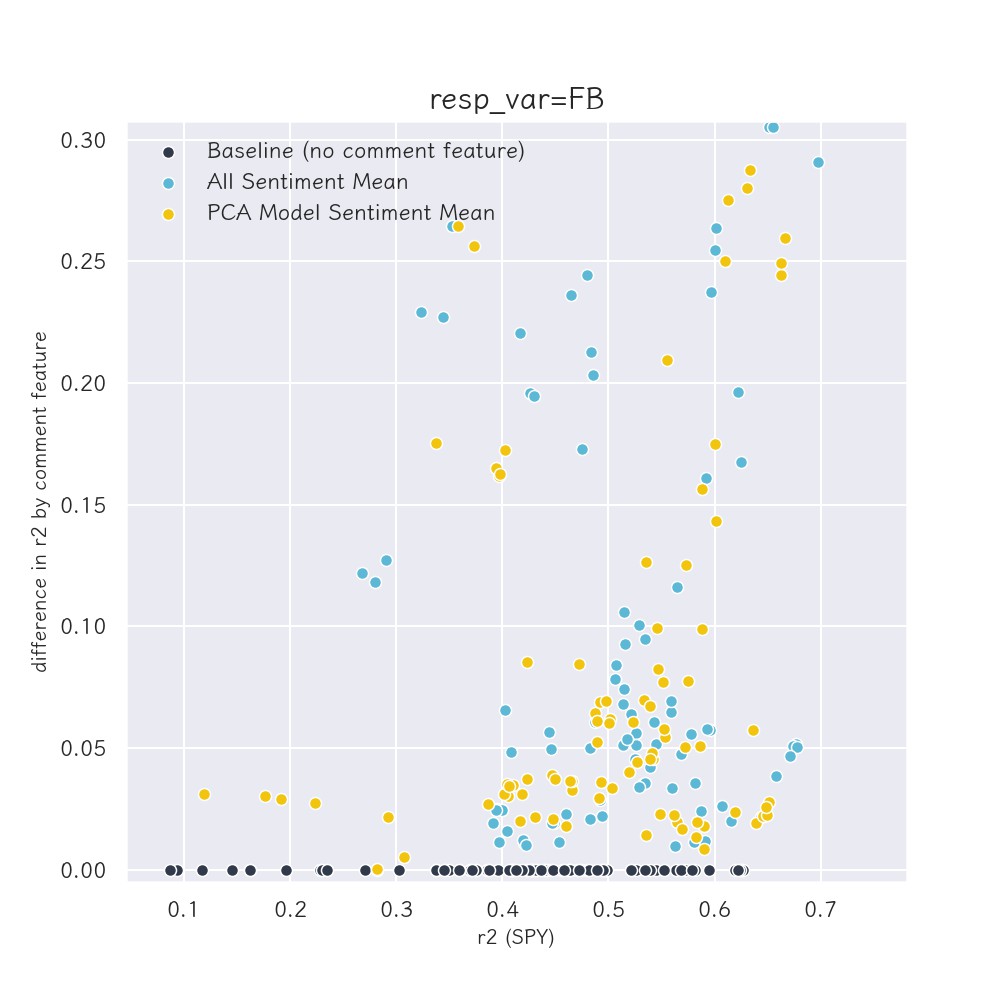 resp_var=FB
0.30
0.25
0.20
0.15
0.10
0.05
0.00
difference in r2 by comment feature
Baseline (no comment feature)
All Sentiment Mean
PCA Model Sentiment Mean
0.1 0.2 0.3 0.4 0.5 0.6 0.7
r2 (SPY)